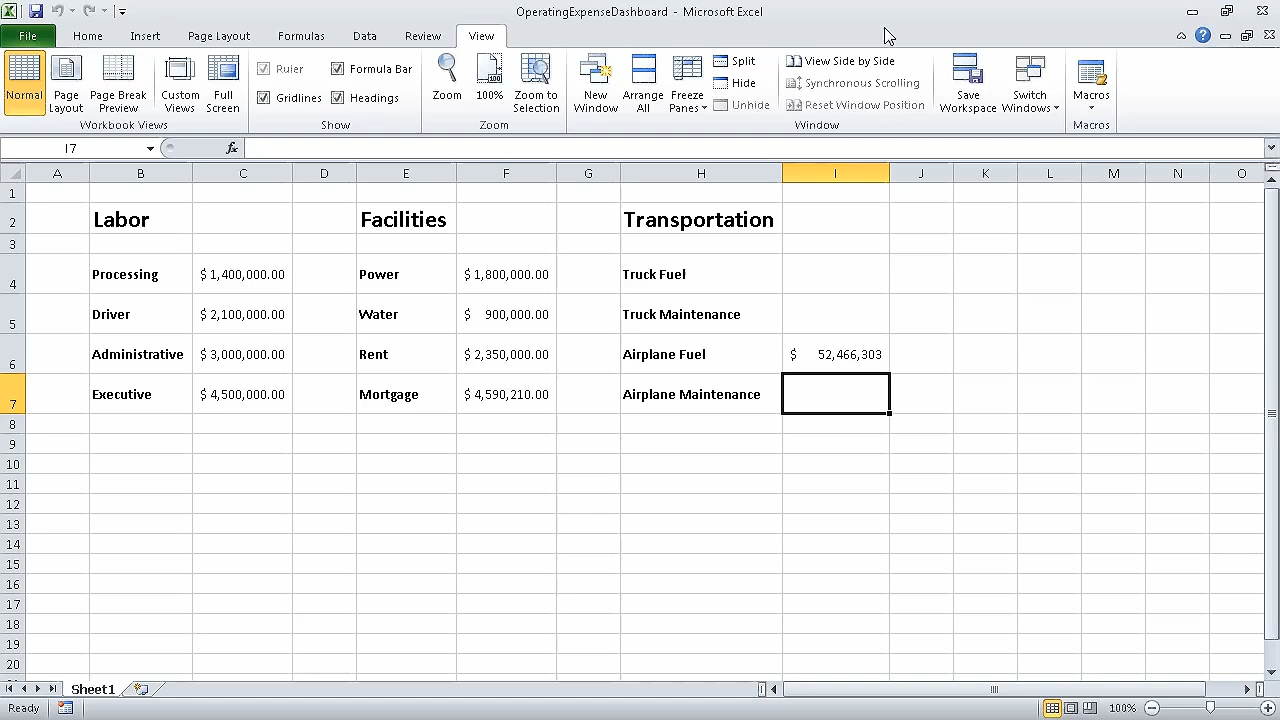 OperatingExpenseDashboard - Microsoft Excel
File Home Insert Page Layout Formulas Data Review View
Normal Page Layout Page Break Preview Custom Views Full Screen
Workbook Views
Ruler Formula Bar
Gridlines Headings
Show
Zoom 100% Zoom to Selection
Zoom
New Window Arrange All Freeze Panes
Split
Hide
Unhide
View Side by Side
Synchronous Scrolling
Reset Window Position
Save Workspace Switch Windows
Window
Macros
Macros
I7 fx
A B C D E F G H I J K L M N O
1
2 Labor Facilities Transportation
3
4 Processing $ 1,400,000.00 Power $ 1,800,000.00 Truck Fuel
5 Driver $ 2,100,000.00 Water $ 900,000.00 Truck Maintenance
6 Administrative $ 3,000,000.00 Rent $ 2,350,000.00 Airplane Fuel $ 52,466,303
7 Executive $ 4,500,000.00 Mortgage $ 4,590,210.00 Airplane Maintenance
8
9
10
11
12
13
14
15
16
17
18
19
20
Sheet1
Ready 100%